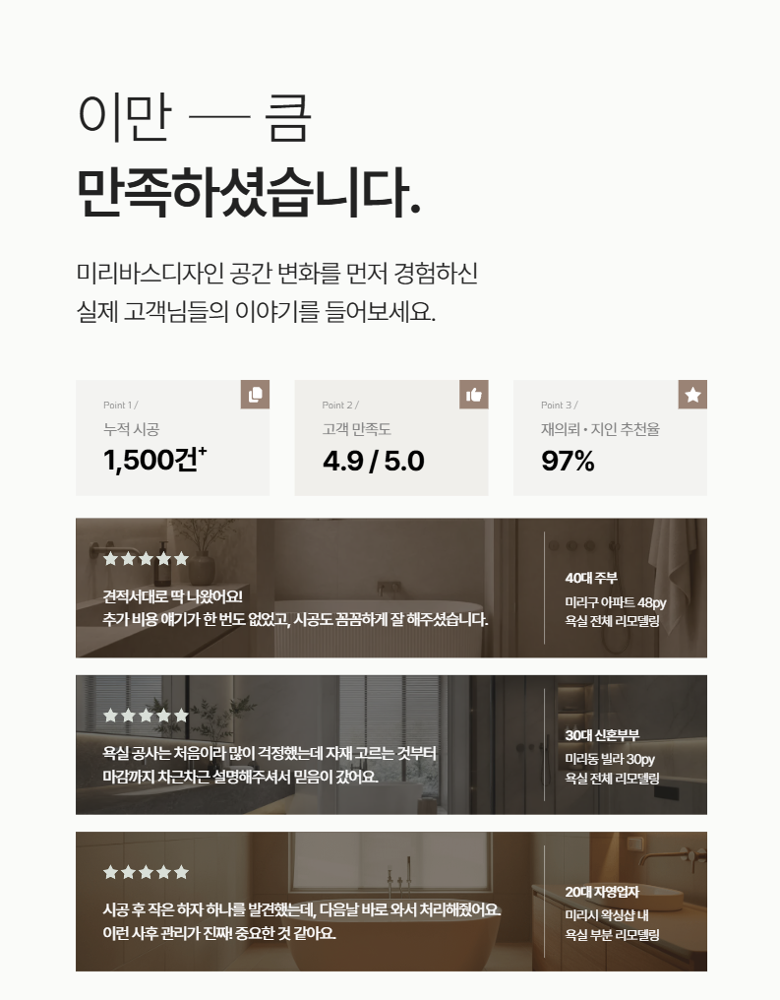 이만 — 큼
만족하셨습니다.
미리바스디자인 공간 변화를 먼저 경험하신
실제 고객님들의 이야기를 들어보세요.
Point 1 /
누적 시공
1,500건+
Point 2 /
고객 만족도
4.9 / 5.0
Point 3 /
재의뢰 • 지인 추천율
97%
견적서대로 딱 나왔어요!
추가 비용 얘기가 한 번도 없었고, 시공도 꼼꼼하게 잘 해주셨습니다.
40대 주부
미리구 아파트 48py
욕실 전체 리모델링
욕실 공사는 처음이라 많이 걱정했는데 자재 고르는 것부터
마감까지 차근차근 설명해주셔서 믿음이 갔어요.
30대 신혼부부
미리동 빌라 30py
욕실 전체 리모델링
시공 후 작은 하자 하나를 발견했는데, 다음날 바로 와서 처리해줬어요.
이런 사후 관리가 진짜! 중요한 것 같아요.
20대 자영업자
미리시 왁싱샵 내
욕실 부분 리모델링